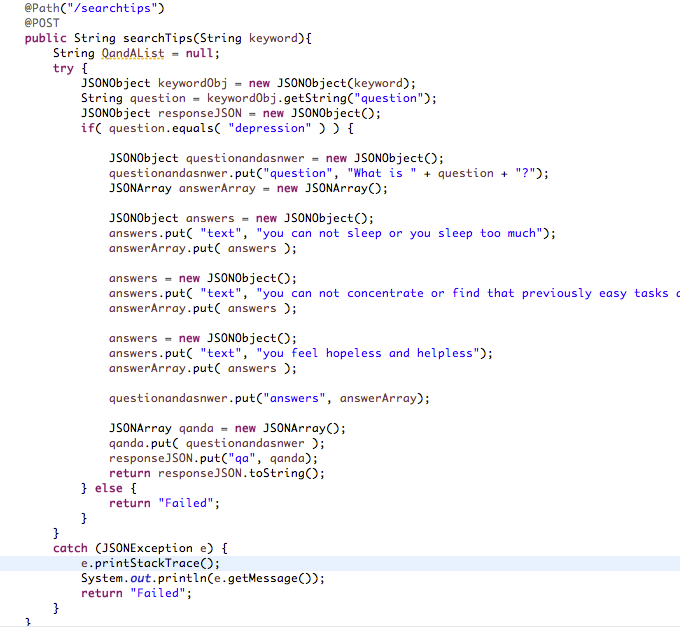 @Path("/searchtips")
@POST
public String searchTips(String keyword){
String QandAList = null;
try {
JSONObject keywordObj = new JSONObject(keyword);
String question = keywordObj.getString("question");
JSONObject responseJSON = new JSONObject();
if( question.equals( "depression" ) ) {
JSONObject questionandasnwer = new JSONObject();
questionandasnwer.put("question", "What is " + question + "?");
JSONArray answerArray = new JSONArray();
JSONObject answers = new JSONObject();
answers.put( "text", "you can not sleep or you sleep too much");
answerArray.put( answers );
answers = new JSONObject();
answers.put( "text", "you can not concentrate or find that previously easy tasks
answerArray.put( answers );
answers = new JSONObject();
answers.put( "text", "you feel hopeless and helpless");
answerArray.put( answers );
questionandasnwer.put("answers", answerArray);
JSONArray qanda = new JSONArray();
qanda.put( questionandasnwer );
responseJSON.put("qa", qanda);
return responseJSON.toString();
} else {
return "Failed";
}
}
catch (JSONException e) {
e.printStackTrace();
System.out.println(e.getMessage());
return "Failed";
}
}